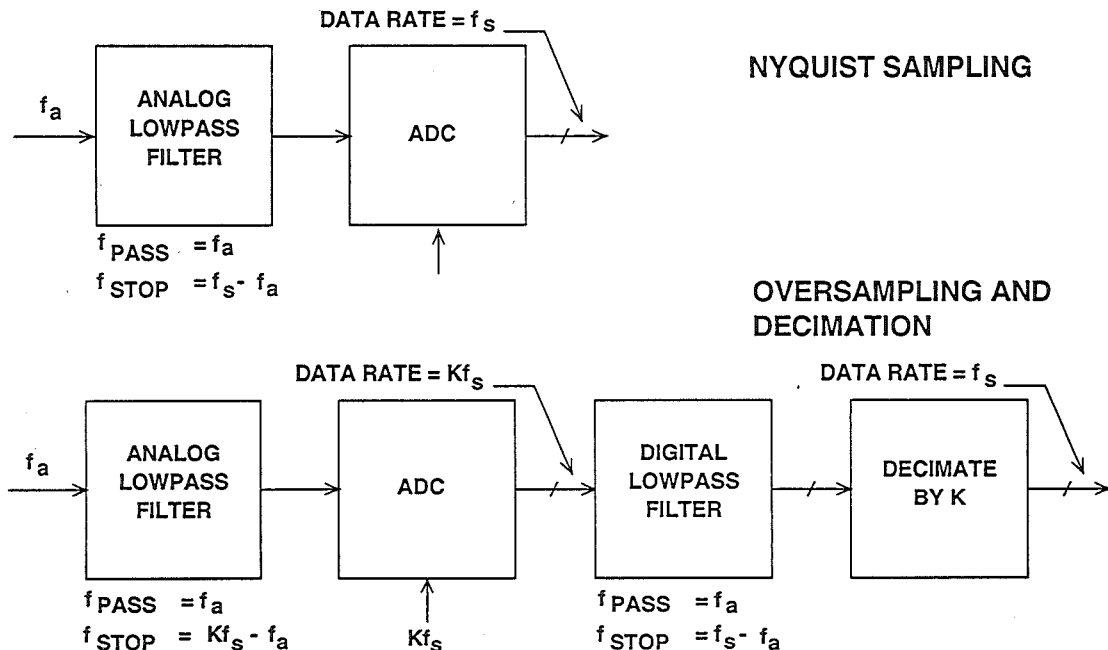 DATA RATE = fs
NYQUIST SAMPLING
fa
ANALOG
LOWPASS
FILTER
ADC
fPASS = fa
fSTOP = fs - fa
OVERSAMPLING AND
DECIMATION
DATA RATE = Kfs
DATA RATE = fs
fa
ANALOG
LOWPASS
FILTER
ADC
DIGITAL
LOWPASS
FILTER
DECIMATE
BY K
fPASS = fa
fSTOP = Kfs - fa
Kfs
fPASS = fa
fSTOP = fs - fa